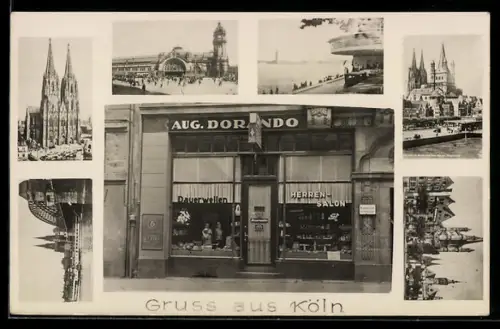 AUG. DORANDO
Dauerwellen
HERREN-
SALON
Gruss aus Köln